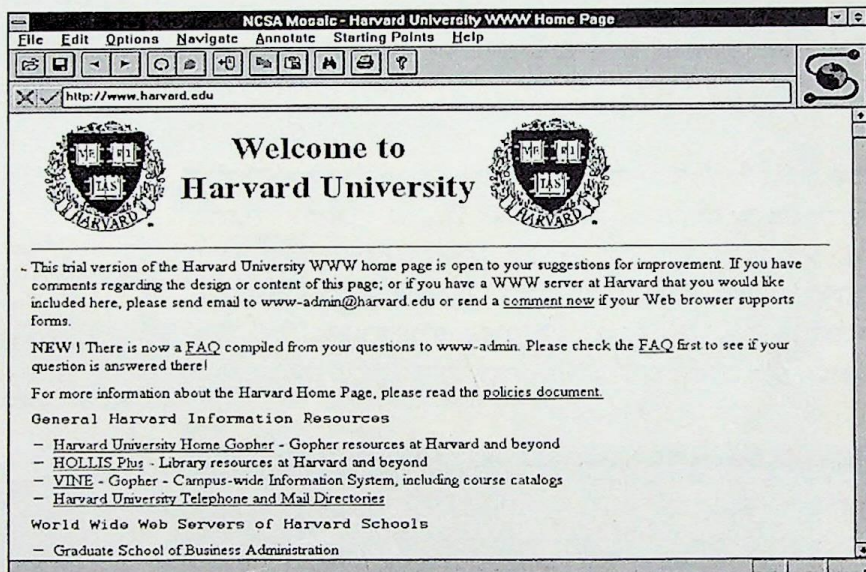 NCSA Mosaic - Harvard University WWW Home Page
File Edit Options Navigate Annotate Starting Points Help
http://www.harvard.edu
VE RI
TAS
HARVARD
Welcome to
Harvard University
VE RI
TAS
HARVARD
This trial version of the Harvard University WWW home page is open to your suggestions for improvement. If you have
comments regarding the design or content of this page; or if you have a WWW server at Harvard that you would like
included here, please send email to www-admin@harvard.edu or send a comment now if your Web browser supports
forms.
NEW ! There is now a FAQ compiled from your questions to www-admin. Please check the FAQ first to see if your
question is answered there!
For more information about the Harvard Home Page, please read the policies document.
General Harvard Information Resources
– Harvard University Home Gopher - Gopher resources at Harvard and beyond
– HOLLIS Plus - Library resources at Harvard and beyond
– VINE - Gopher - Campus-wide Information System, including course catalogs
– Harvard University Telephone and Mail Directories
World Wide Web Servers of Harvard Schools
– Graduate School of Business Administration